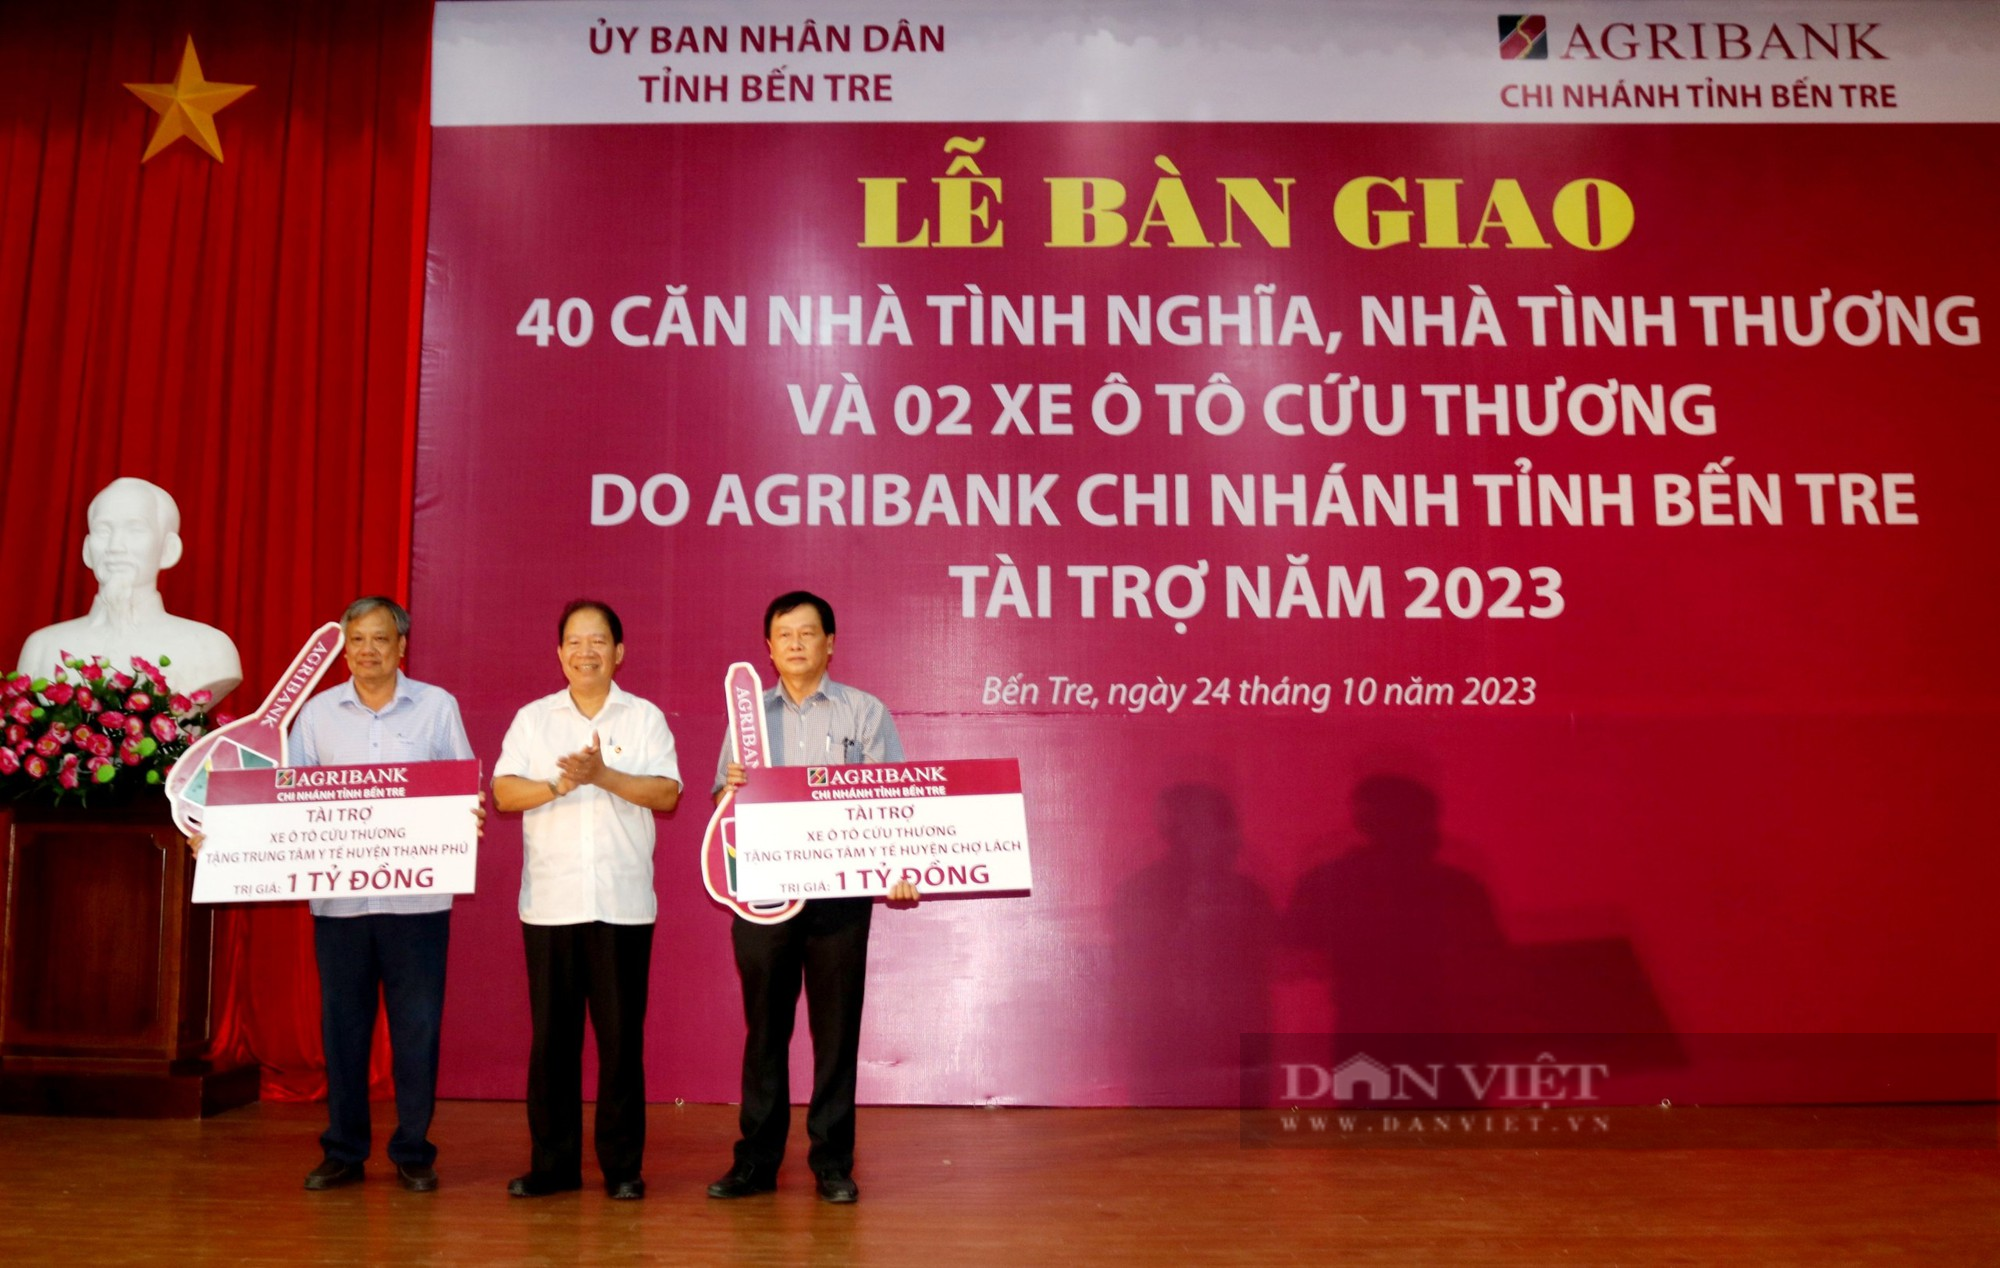 ỦY BAN NHÂN DÂN
TỈNH BẾN TRE
AGRIBANK
CHI NHÁNH TỈNH BẾN TRE
LỄ BÀN GIAO
40 CĂN NHÀ TÌNH NGHĨA, NHÀ TÌNH THƯƠNG
VÀ 02 XE Ô TÔ CỨU THƯƠNG
DO AGRIBANK CHI NHÁNH TỈNH BẾN TRE
TÀI TRỢ NĂM 2023
Bến Tre, ngày 24 tháng 10 năm 2023
AGRIBANK
AGRIBANK
CHI NHÁNH TỈNH BẾN TRE
TÀI TRỢ
XE Ô TÔ CỨU THƯƠNG
TẶNG TRUNG TÂM Y TẾ HUYỆN THẠNH PHÚ
TRỊ GIÁ: 1 TỶ ĐỒNG
AGRIBAN
AGRIBANK
CHI NHÁNH TỈNH BẾN TRE
TÀI TRỢ
XE Ô TÔ CỨU THƯƠNG
TẶNG TRUNG TÂM Y TẾ HUYỆN CHỢ LÁCH
TRỊ GIÁ: 1 TỶ ĐỒNG
DÂN VIỆT
WWW.DANVIET.VN